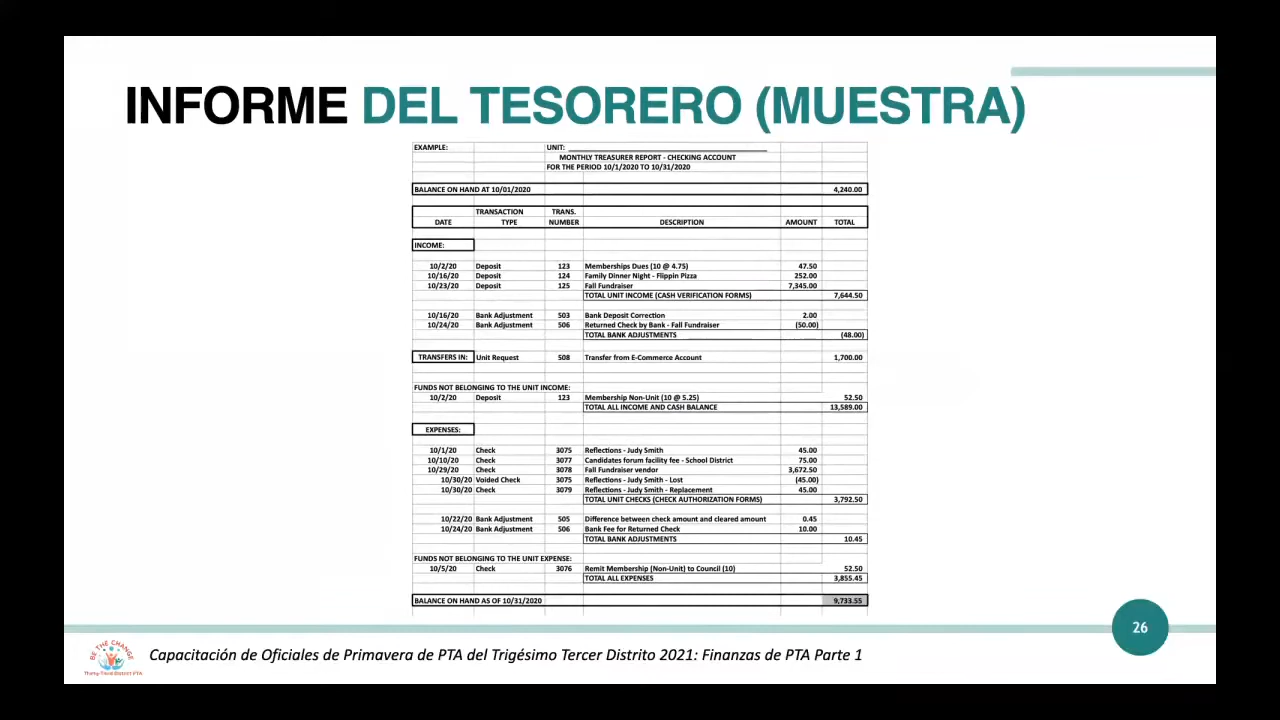 INFORME DEL TESORERO (MUESTRA)
EXAMPLE: UNIT:
MONTHLY TREASURER REPORT - CHECKING ACCOUNT
FOR THE PERIOD 10/1/2020 TO 10/31/2020
BALANCE ON HAND AT 10/01/2020 4,240.00
TRANSACTION TRANS.
DATE TYPE NUMBER DESCRIPTION AMOUNT TOTAL
INCOME:
10/2/20 Deposit 123 Memberships Dues (10 @ 4.75) 47.50
10/16/20 Deposit 124 Family Dinner Night - Flippin Pizza 252.00
10/23/20 Deposit 125 Fall Fundraiser 7,345.00
TOTAL UNIT INCOME (CASH VERIFICATION FORMS) 7,644.50
10/16/20 Bank Adjustment 503 Bank Deposit Correction 2.00
10/24/20 Bank Adjustment 506 Returned Check by Bank - Fall Fundraiser (50.00)
TOTAL BANK ADJUSTMENTS (48.00)
TRANSFERS IN: Unit Request 508 Transfer from E-Commerce Account 1,700.00
FUNDS NOT BELONGING TO THE UNIT INCOME:
10/2/20 Deposit 123 Membership Non-Unit (10 @ 5.25) 52.50
TOTAL ALL INCOME AND CASH BALANCE 13,589.00
EXPENSES:
10/1/20 Check 3075 Reflections - Judy Smith 45.00
10/10/20 Check 3077 Candidates forum facility fee - School District 75.00
10/29/20 Check 3078 Fall Fundraiser vendor 3,672.50
10/30/20 Voided Check 3075 Reflections - Judy Smith - Lost (45.00)
10/30/20 Check 3079 Reflections - Judy Smith - Replacement 45.00
TOTAL UNIT CHECKS (CHECK AUTHORIZATION FORMS) 3,792.50
10/22/20 Bank Adjustment 505 Difference between check amount and cleared amount 0.45
10/24/20 Bank Adjustment 506 Bank Fee for Returned Check 10.00
TOTAL BANK ADJUSTMENTS 10.45
FUNDS NOT BELONGING TO THE UNIT EXPENSE:
10/5/20 Check 3076 Remit Membership (Non-Unit) to Council (10) 52.50
TOTAL ALL EXPENSES 3,855.45
BALANCE ON HAND AS OF 10/31/2020 9,733.55
26
BE THE CHANGE
Thirty-Third District PTA
Capacitación de Oficiales de Primavera de PTA del Trigésimo Tercer Distrito 2021: Finanzas de PTA Parte 1